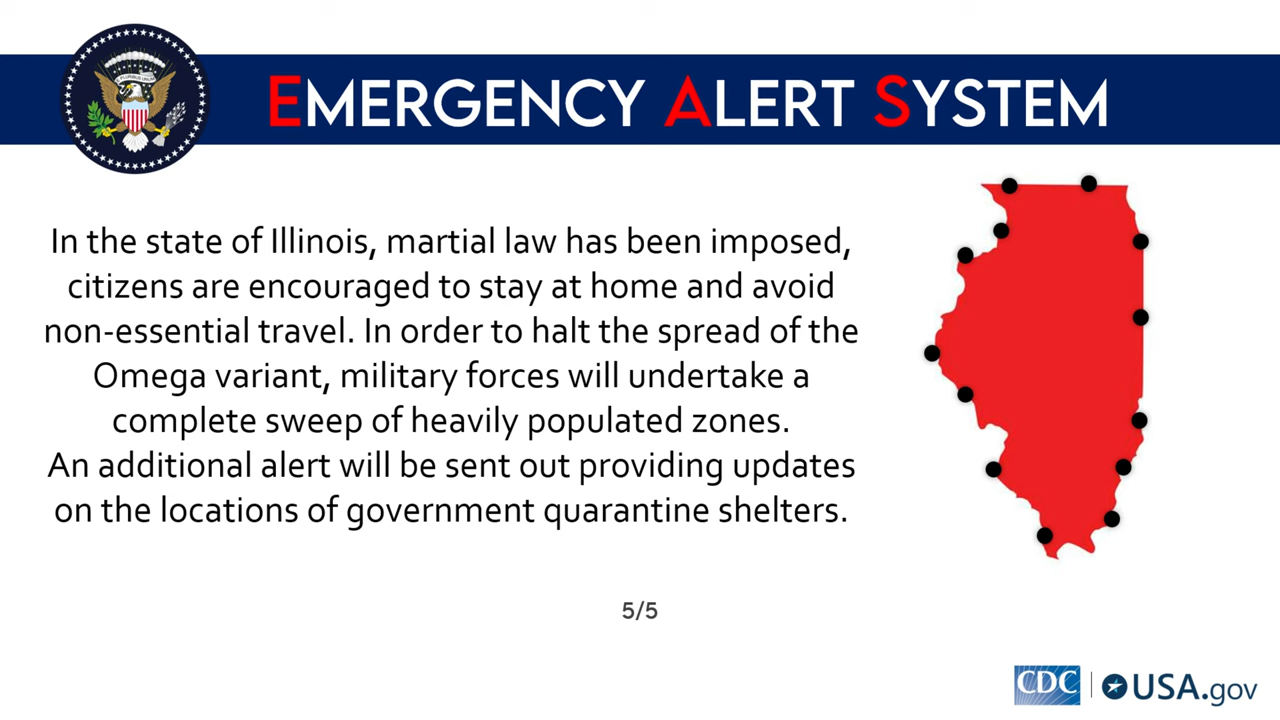 EMERGENCY ALERT SYSTEM
In the state of Illinois, martial law has been imposed,
citizens are encouraged to stay at home and avoid
non-essential travel. In order to halt the spread of the
Omega variant, military forces will undertake a
complete sweep of heavily populated zones.
An additional alert will be sent out providing updates
on the locations of government quarantine shelters.
5/5
CDC
USA.gov